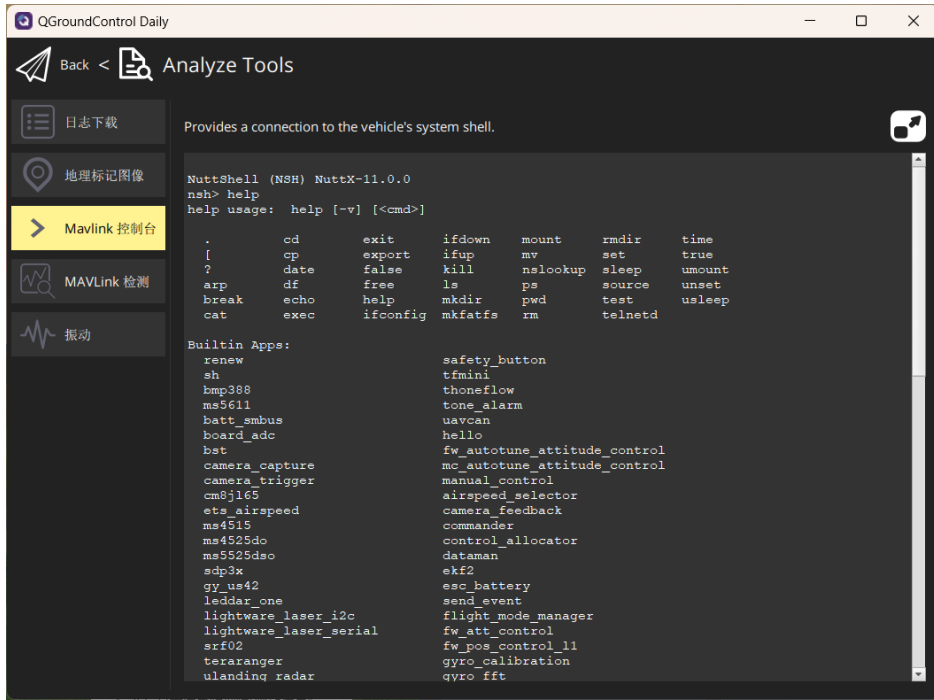 QGroundControl Daily
Back < Analyze Tools
日志下载
地理标记图像
Mavlink 控制台
MAVLink 检测
振动
Provides a connection to the vehicle's system shell.
NuttShell (NSH) NuttX-11.0.0
nsh> help
help usage:  help [-v] [<cmd>]
. cd exit ifdown mount rmdir time
[ cp export ifup mv set true
? date false kill nslookup sleep umount
arp df free ls ps source unset
break echo help mkdir pwd test usleep
cat exec ifconfig mkfatfs rm telnetd
Builtin Apps:
renew safety_button
sh tfmini
bmp388 thoneflow
ms5611 tone_alarm
batt_smbus uavcan
board_adc hello
bst fw_autotune_attitude_control
camera_capture mc_autotune_attitude_control
camera_trigger manual_control
cm8jl65 airspeed_selector
ets_airspeed camera_feedback
ms4515 commander
ms4525do control_allocator
ms5525dso dataman
sdp3x ekf2
gy_us42 esc_battery
leddar_one send_event
lightware_laser_i2c flight_mode_manager
lightware_laser_serial fw_att_control
srf02 fw_pos_control_l1
teraranger gyro_calibration
ulanding_radar gyro_fft